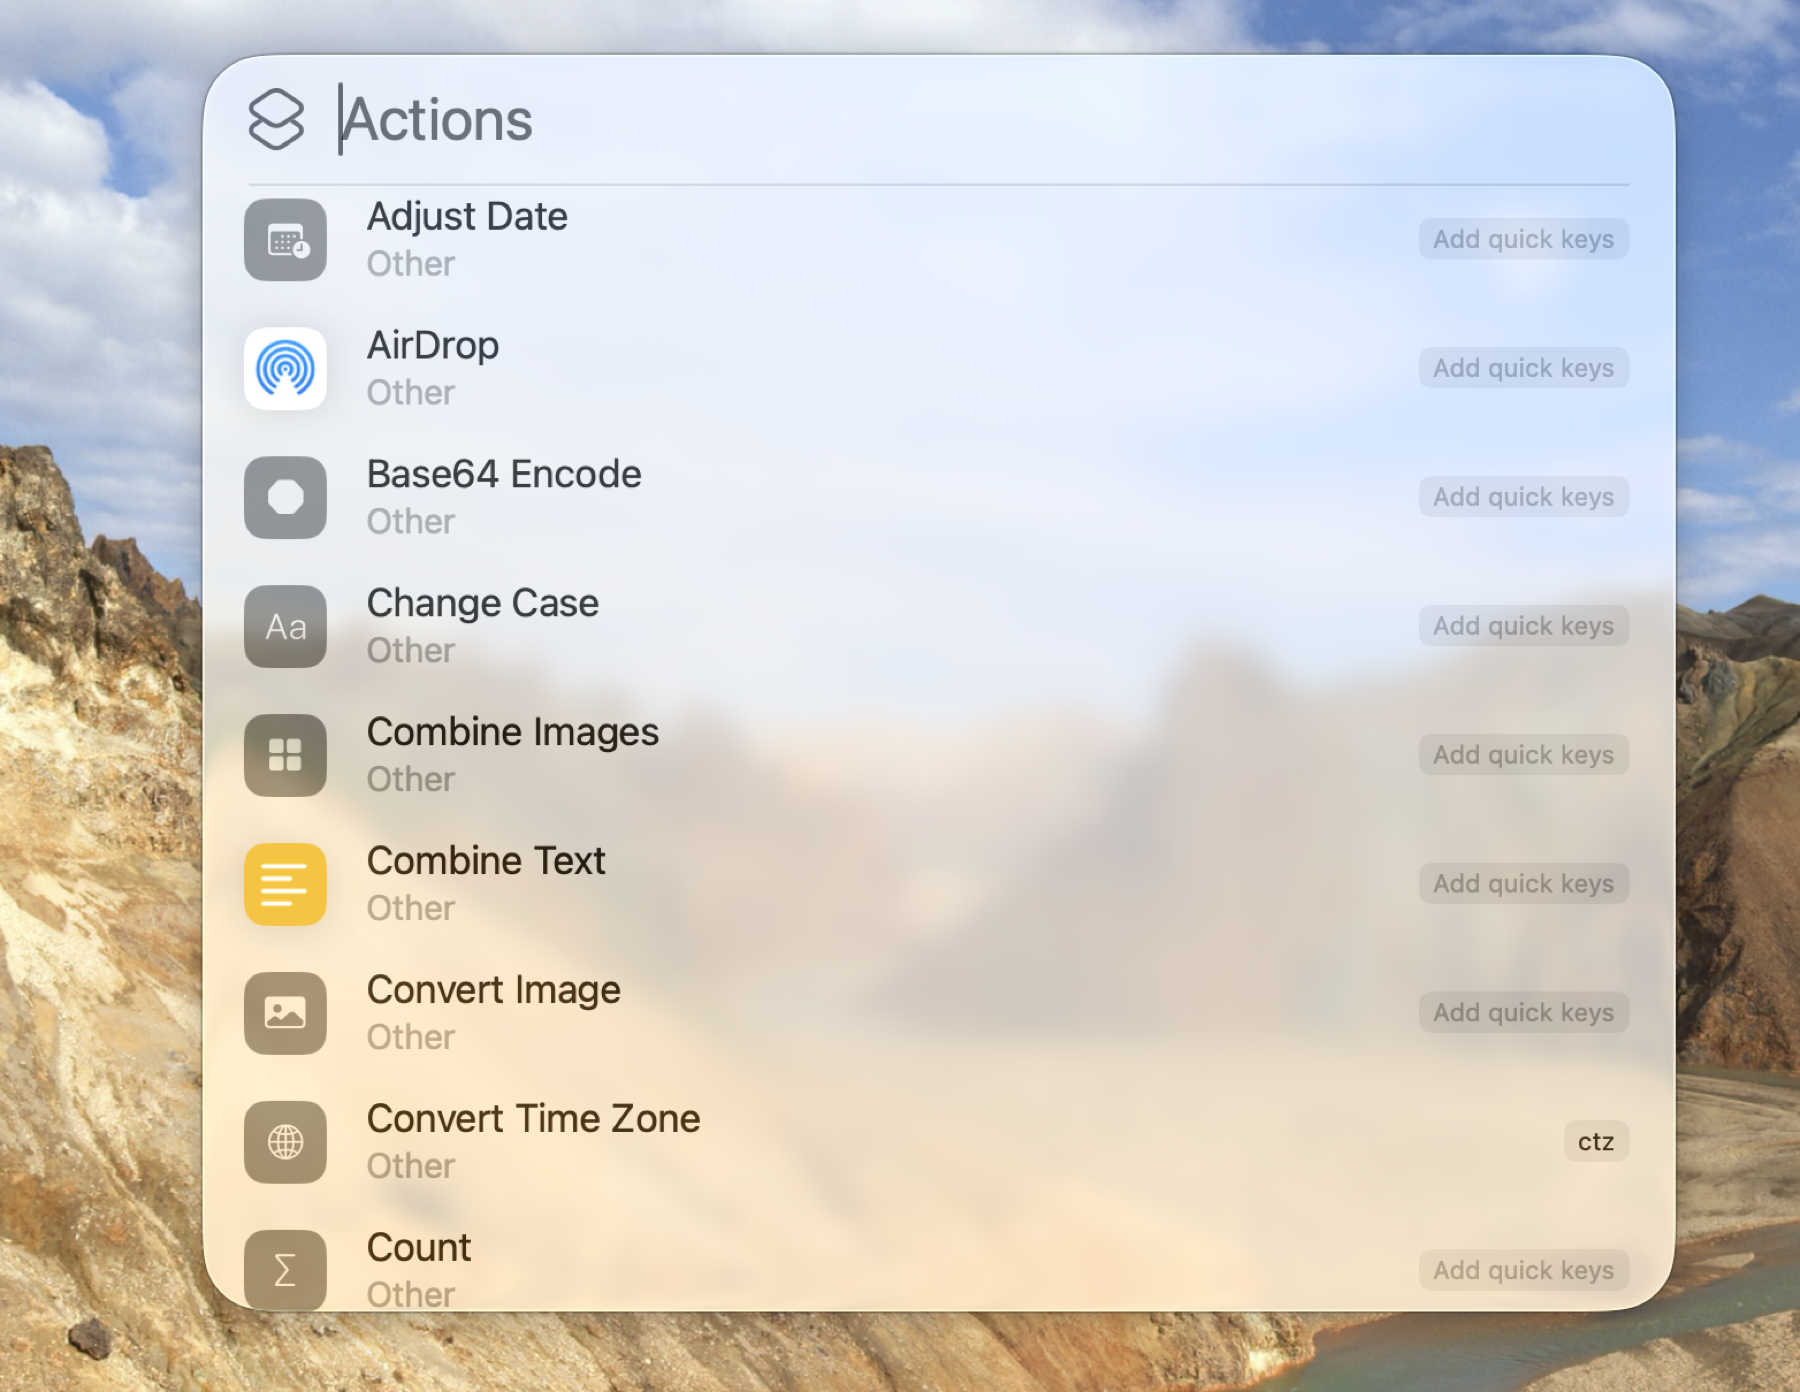 Actions
Adjust Date
Other
Add quick keys
AirDrop
Other
Add quick keys
Base64 Encode
Other
Add quick keys
Aa
Change Case
Other
Add quick keys
Combine Images
Other
Add quick keys
Combine Text
Other
Add quick keys
Convert Image
Other
Add quick keys
Convert Time Zone
Other
ctz
Σ
Count
Other
Add quick keys